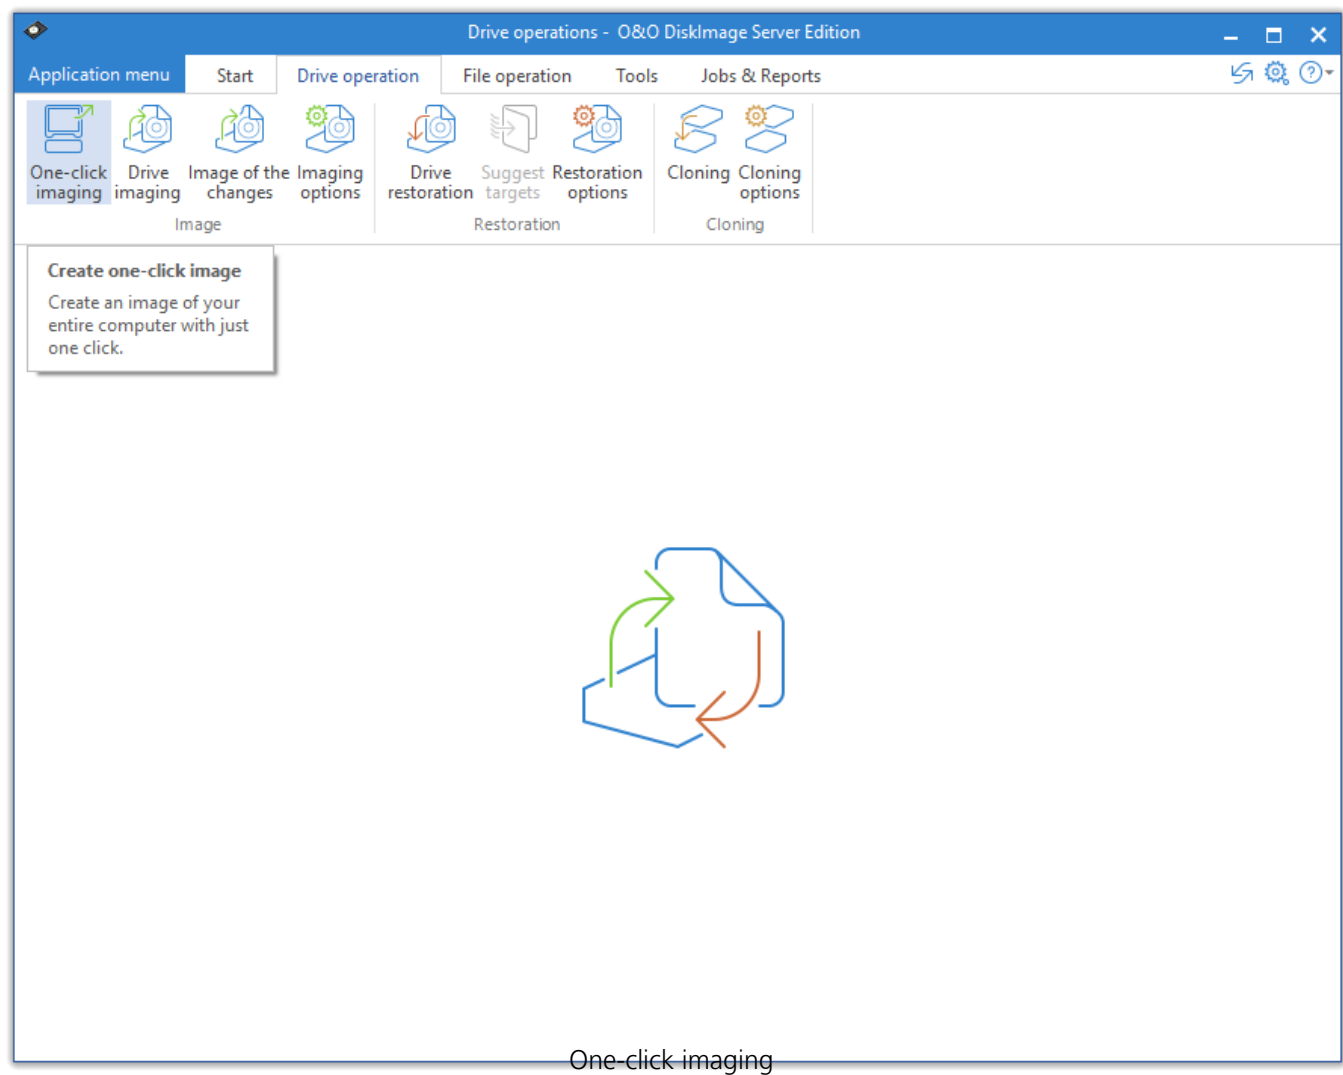 Drive operations - O&O DiskImage Server Edition
Application menu Start Drive operation File operation Tools Jobs & Reports
One-click imaging
Drive imaging
Image of the changes
Imaging options
Drive restoration
Suggest targets
Restoration options
Cloning
Cloning options
Image Restoration Cloning
Create one-click image
Create an image of your
entire computer with just
one click.
One-click imaging